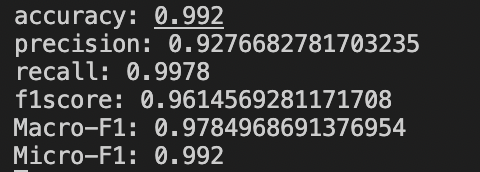 accuracy: 0.992
precision: 0.9276682781703235
recall: 0.9978
f1score: 0.9614569281171708
Macro-F1: 0.9784969691376954
Micro-F1: 0.992